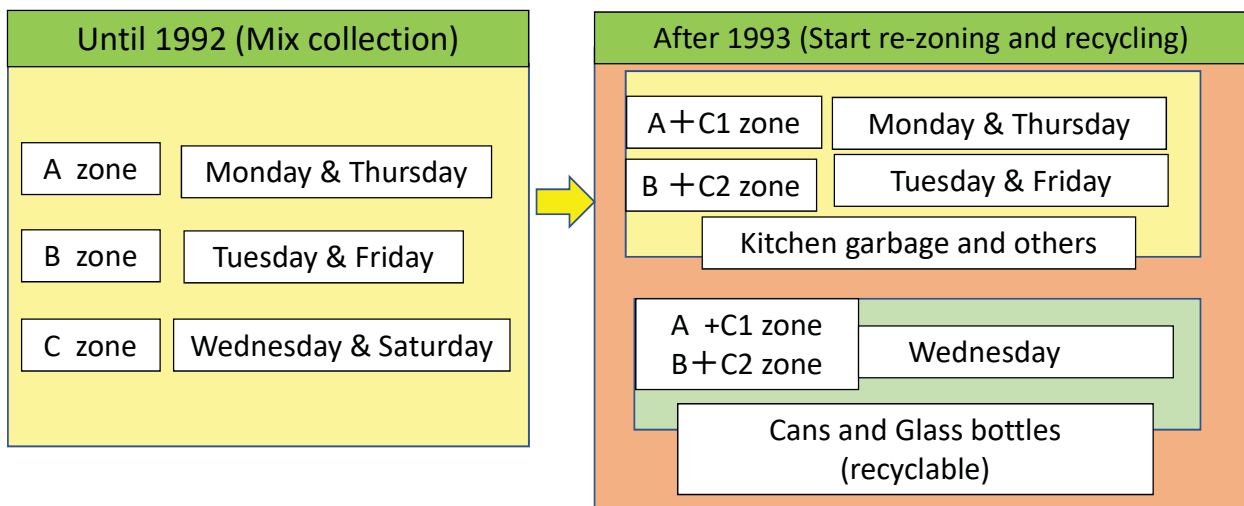 Until 1992 (Mix collection)
A zone
Monday & Thursday
B zone
Tuesday & Friday
C zone
Wednesday & Saturday
After 1993 (Start re-zoning and recycling)
A＋C1 zone
Monday & Thursday
B ＋C2 zone
Tuesday & Friday
Kitchen garbage and others
A +C1 zone
B＋C2 zone
Wednesday
Cans and Glass bottles
(recyclable)